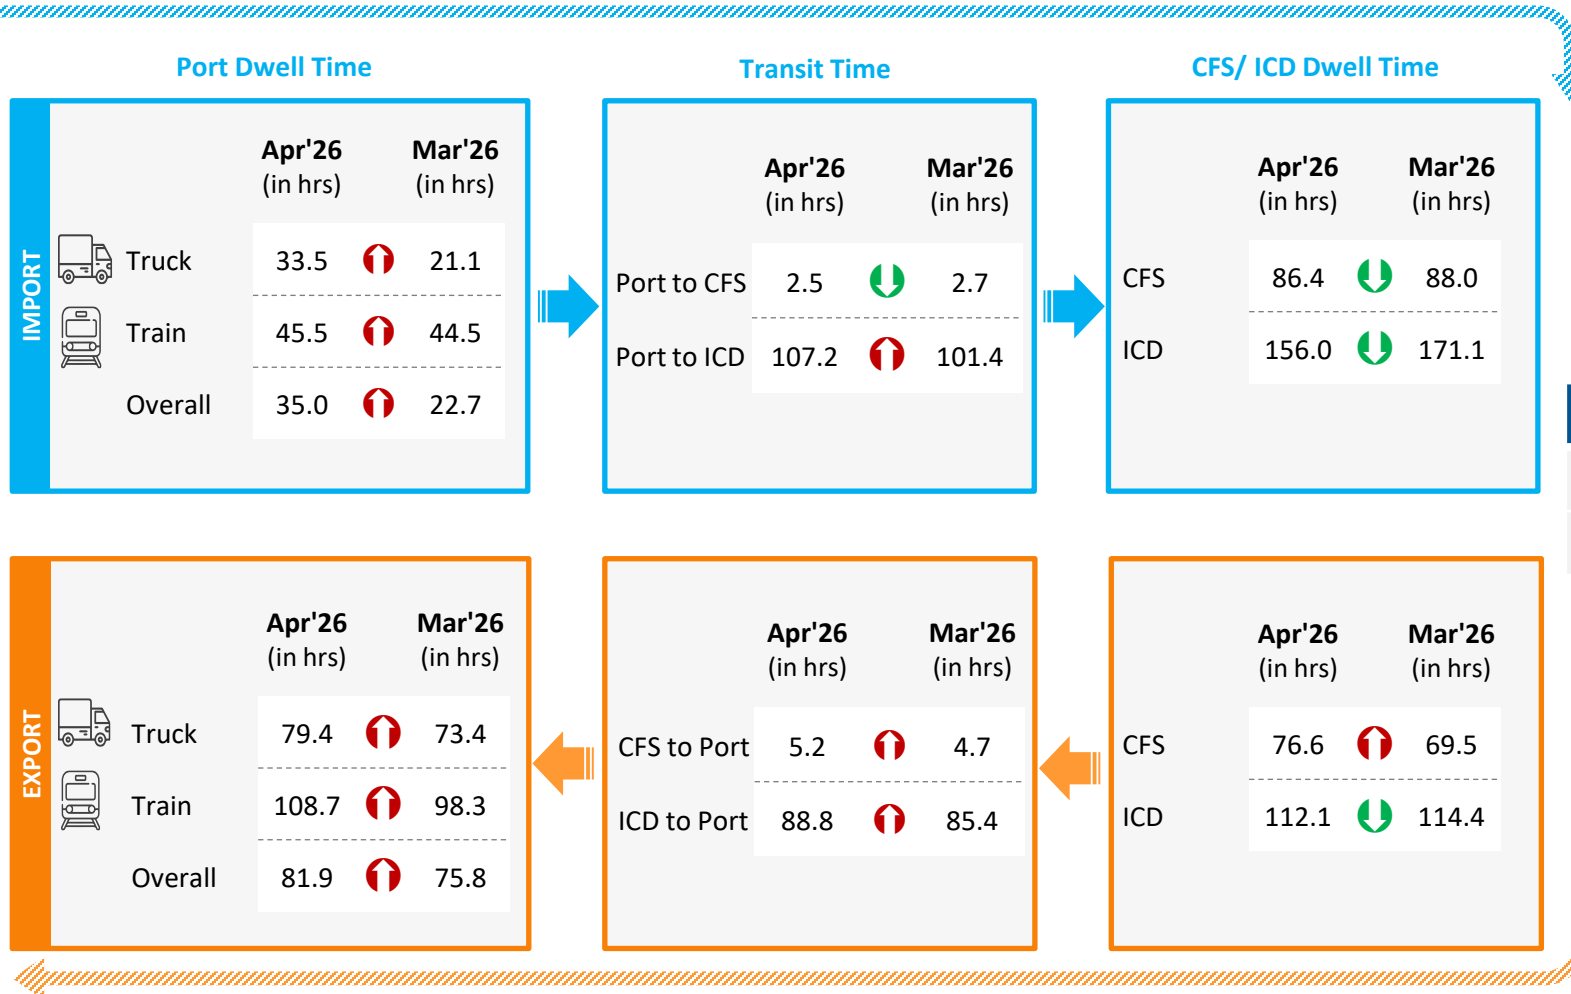 Port Dwell Time
Transit Time
CFS/ ICD Dwell Time
IMPORT
Apr'26 Mar'26
(in hrs) (in hrs)
Truck 33.5 21.1
Train 45.5 44.5
Overall 35.0 22.7
Apr'26 Mar'26
(in hrs) (in hrs)
Port to CFS 2.5 2.7
Port to ICD 107.2 101.4
Apr'26 Mar'26
(in hrs) (in hrs)
CFS 86.4 88.0
ICD 156.0 171.1
EXPORT
Apr'26 Mar'26
(in hrs) (in hrs)
Truck 79.4 73.4
Train 108.7 98.3
Overall 81.9 75.8
Apr'26 Mar'26
(in hrs) (in hrs)
CFS to Port 5.2 4.7
ICD to Port 88.8 85.4
Apr'26 Mar'26
(in hrs) (in hrs)
CFS 76.6 69.5
ICD 112.1 114.4